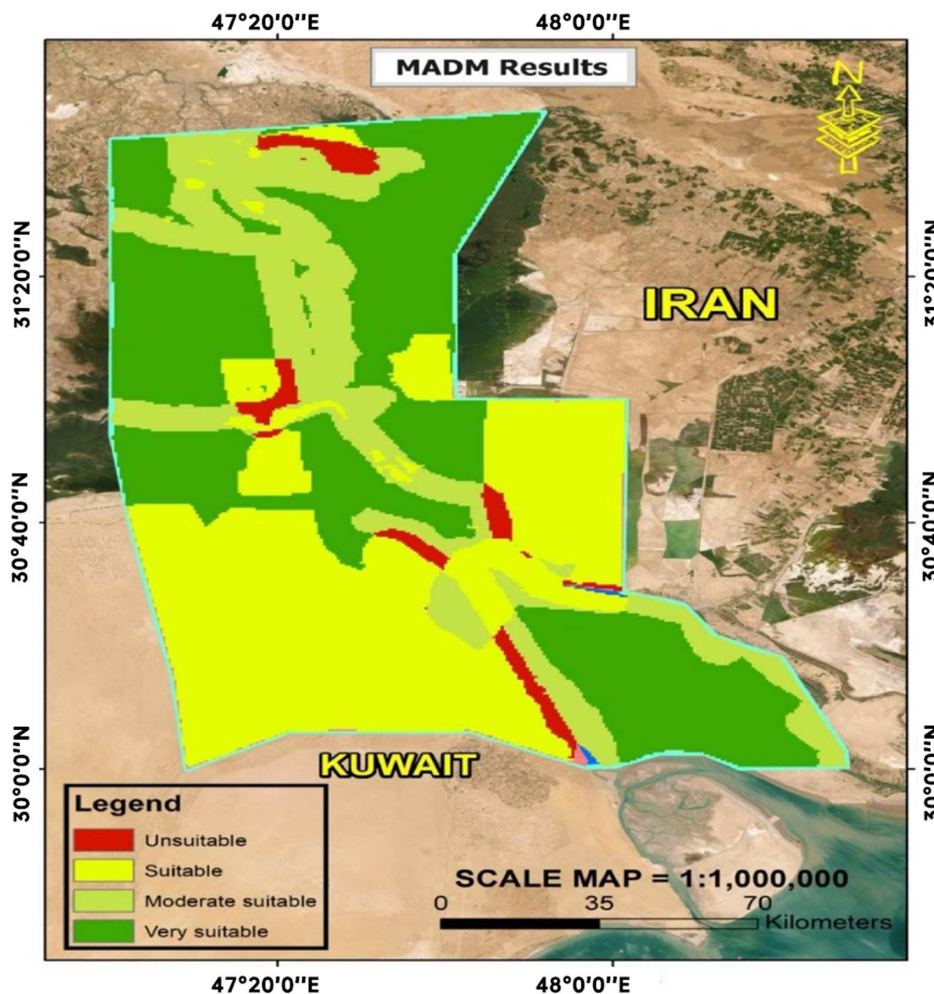 47°20'0"E 48°0'0"E
MADM Results
N
31°20'0"N 31°20'0"N
IRAN
30°40'0"N 30°40'0"N
KUWAIT
30°0'0"N 30°0'0"N
Legend
Unsuitable
Suitable
Moderate suitable
Very suitable
SCALE MAP = 1:1,000,000
0 35 70
Kilometers
47°20'0"E 48°0'0"E